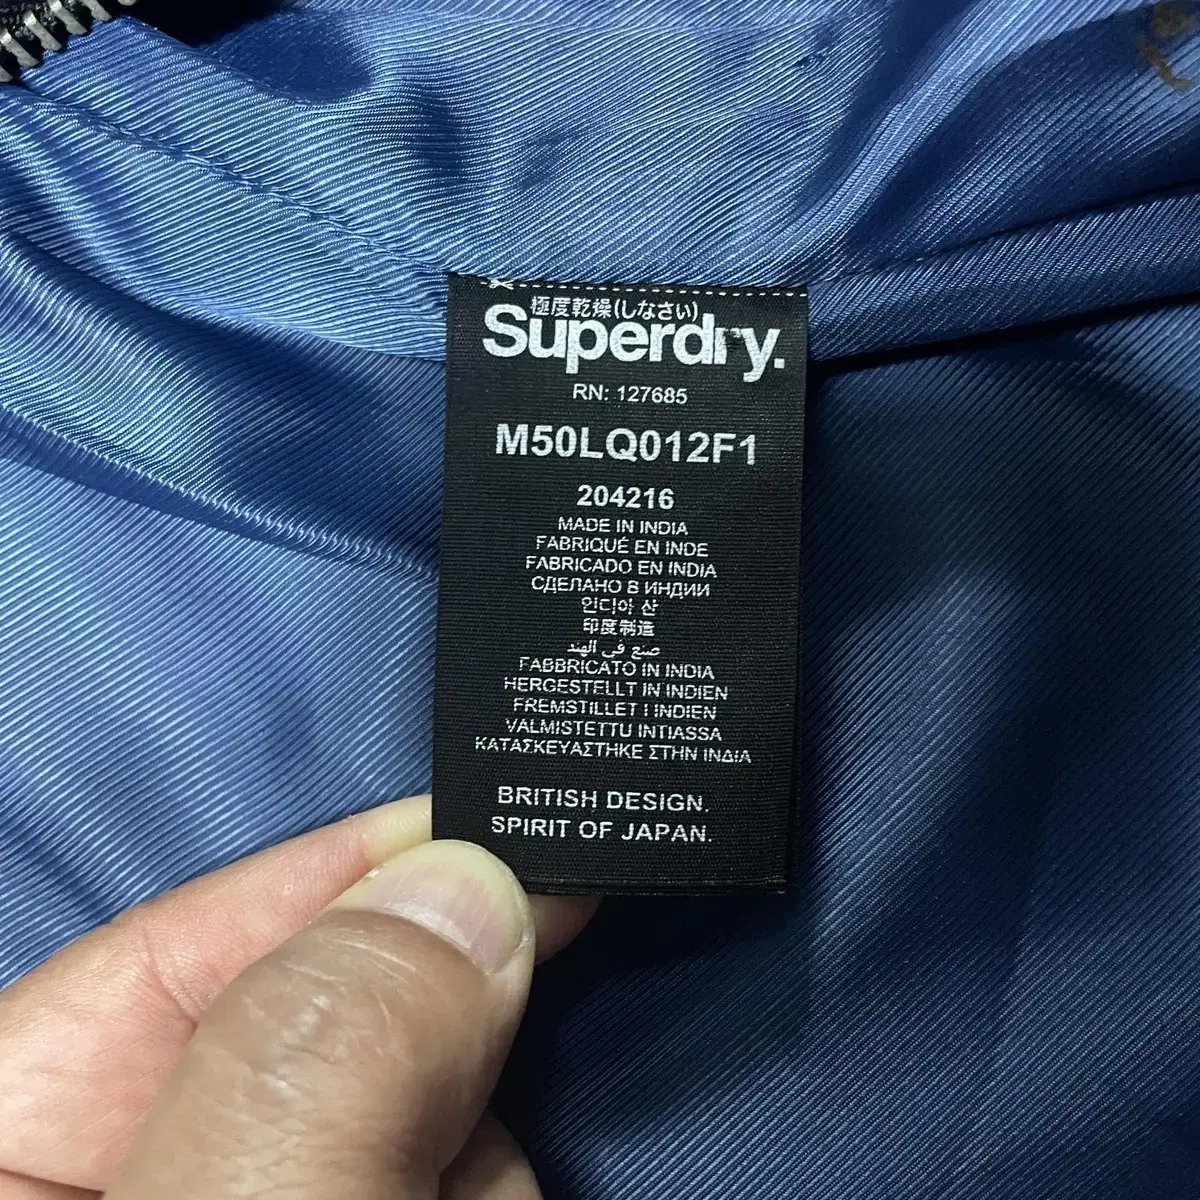 極度乾燥(しなさい)
Superdry.
RN: 127685
M50LQ012F1
204216
MADE IN INDIA
FABRIQUÉ EN INDE
FABRICADO EN INDIA
СДЕЛАНО В ИНДИИ
인디아 산
印度制造
صنع في الهند
FABBRICATO IN INDIA
HERGESTELLT IN INDIEN
FREMSTILLET I INDIEN
VALMISTETTU INTIASSA
ΚΑΤΑΣΚΕΥΑΣΤΗΚΕ ΣΤΗΝ ΙΝΔΙΑ
BRITISH DESIGN.
SPIRIT OF JAPAN.